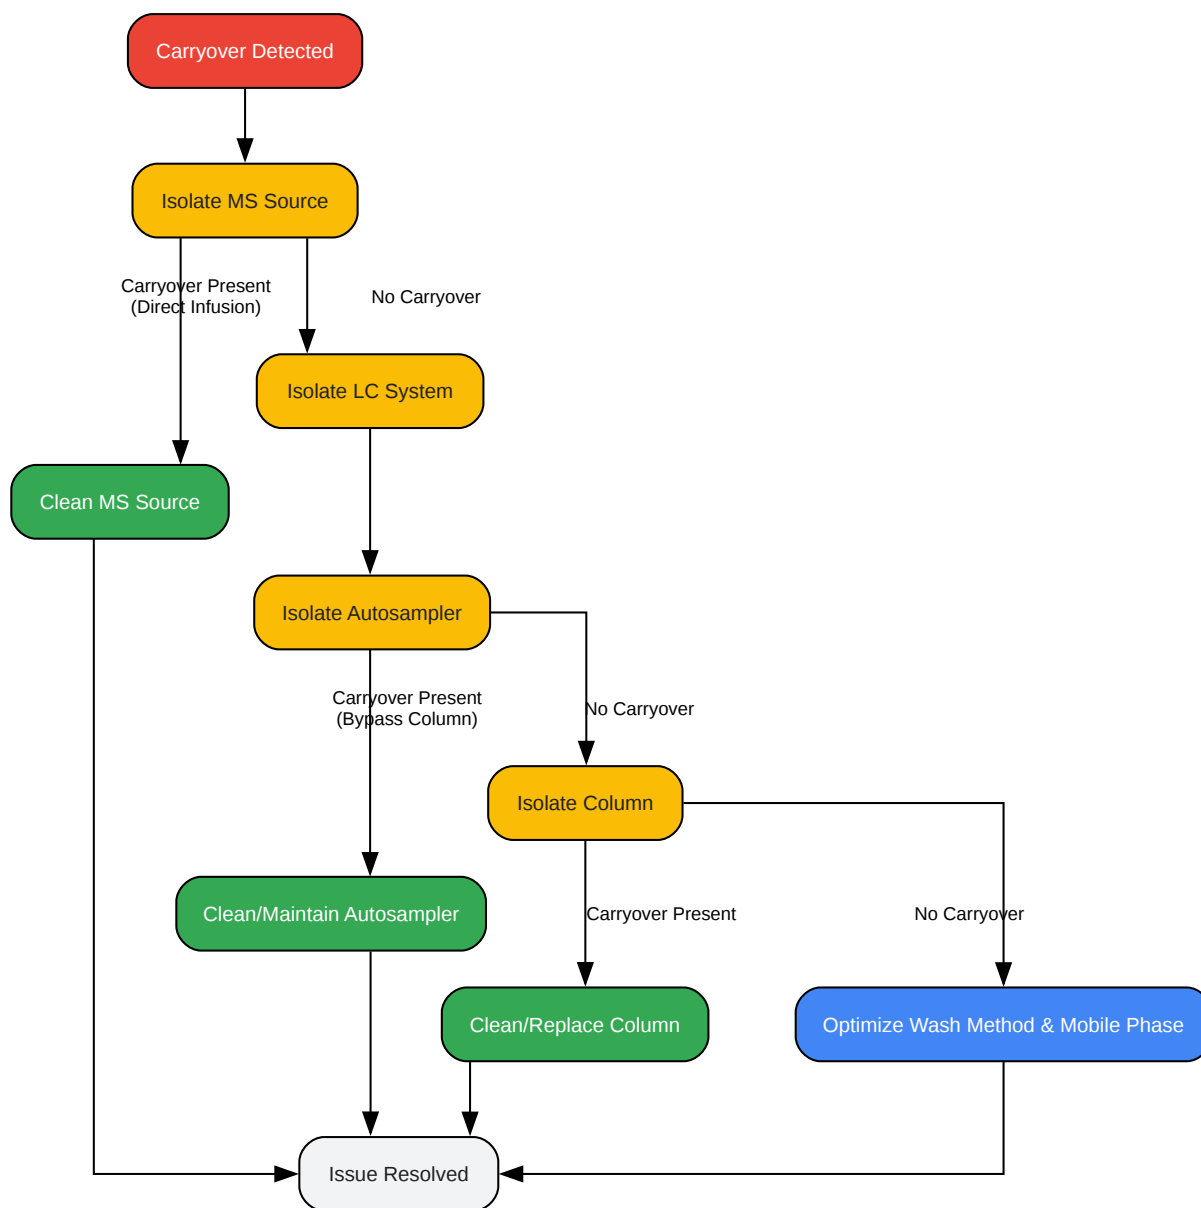 Carryover Detected
Isolate MS Source
Carryover Present
(Direct Infusion)
No Carryover
Isolate LC System
Clean MS Source
Isolate Autosampler
Carryover Present
(Bypass Column)
No Carryover
Isolate Column
Clean/Maintain Autosampler
Carryover Present
No Carryover
Clean/Replace Column
Optimize Wash Method & Mobile Phase
Issue Resolved